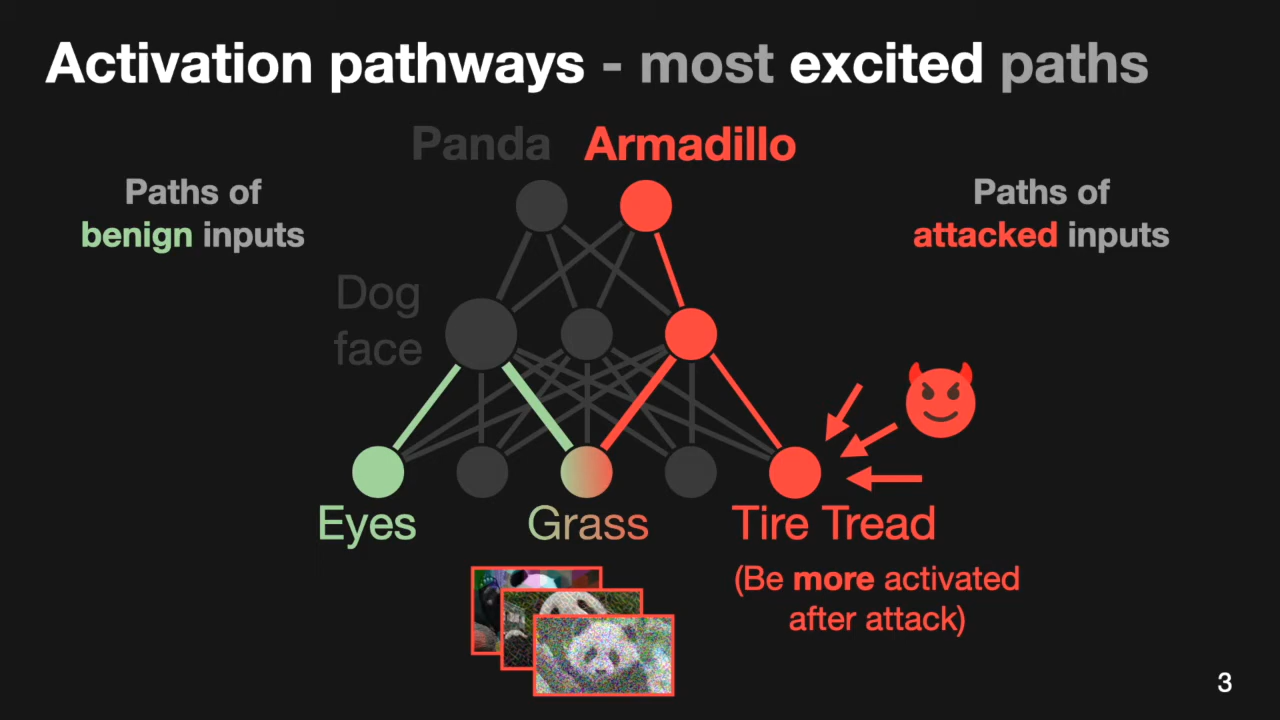 Activation pathways - most excited paths
Panda Armadillo
Paths of
benign inputs
Paths of
attacked inputs
Dog
face
Eyes
Grass
Tire Tread
(Be more activated
after attack)
3